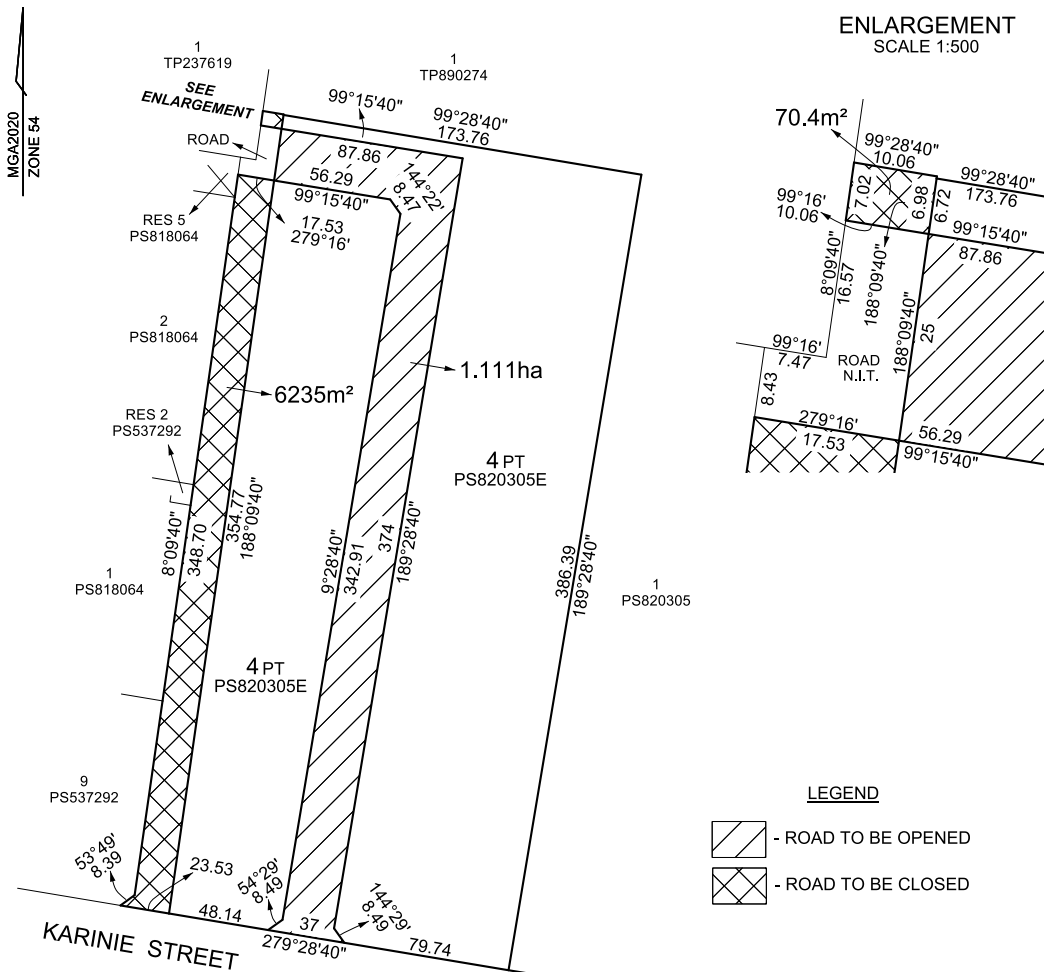 MGA2020
ZONE 54
1
TP237619
SEE
ENLARGEMENT
1
TP890274
99°15'40"
99°28'40"
173.76
ROAD
87.86
56.29
99°15'40"
144°22'
8.47
17.53
279°16'
RES 5
PS818064
2
PS818064
6235m²
1.111ha
RES 2
PS537292
4 PT
PS820305E
8°09'40"
348.70
354.77
188°09'40"
9°28'40"
342.91
374
189°28'40"
386.39
189°28'40"
1
PS818064
1
PS820305
4 PT
PS820305E
9
PS537292
53°49'
8.39
23.53
54°29'
8.49
144°29'
8.49
48.14
37
279°28'40"
79.74
KARINIE STREET
ENLARGEMENT
SCALE 1:500
70.4m²
99°28'40"
10.06
99°28'40"
173.76
7.02
6.98
6.72
99°16'
10.06
99°15'40"
87.86
8°09'40"
16.57
188°09'40"
188°09'40"
25
99°16'
7.47
ROAD
N.I.T.
8.43
279°16'
17.53
56.29
99°15'40"
LEGEND
- ROAD TO BE OPENED
- ROAD TO BE CLOSED